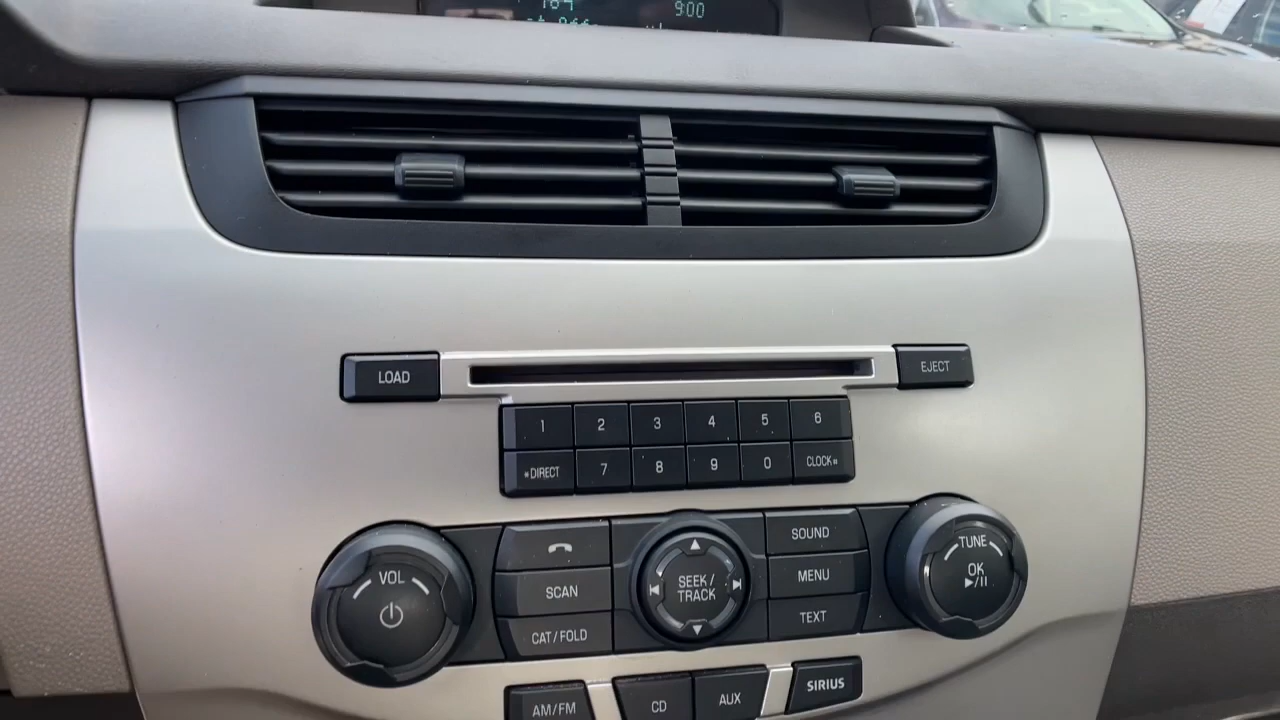 9:00
LOAD
EJECT
1 2 3 4 5 6
*DIRECT 7 8 9 0 CLOCK#
VOL
SCAN
CAT / FOLD
SEEK /
TRACK
SOUND
MENU
TEXT
TUNE
OK
AM / FM
CD
AUX
SIRIUS